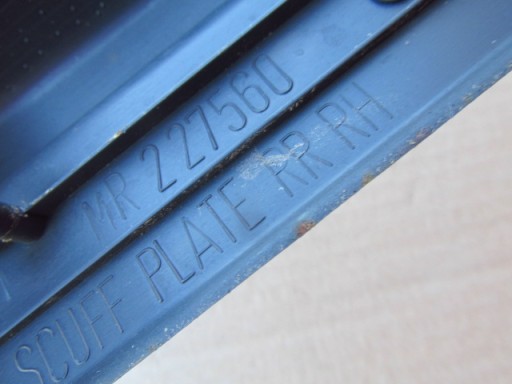 MR 227560
SCUFF PLATE RR RH